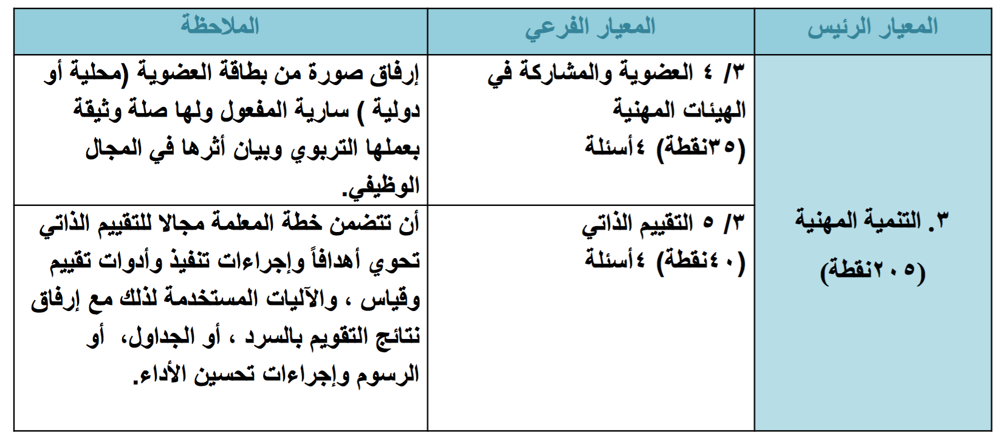 المعيار الرئيس
المعيار الفرعي
الملاحظة
٣. التنمية المهنية
(٢٠٥نقطة)
٣/ ٤ العضوية والمشاركة في
الهيئات المهنية
(٣٥نقطة) ٤أسئلة
إرفاق صورة من بطاقة العضوية (محلية أو
دولية ) سارية المفعول ولها صلة وثيقة
بعملها التربوي وبيان أثرها في المجال
الوظيفي.
٣/ ٥ التقييم الذاتي
(٤٠نقطة) ٤أسئلة
أن تتضمن خطة المعلمة مجالا للتقييم الذاتي
تحوي أهدافاً وإجراءات تنفيذ وأدوات تقييم
وقياس ، والآليات المستخدمة لذلك مع إرفاق
نتائج التقويم بالسرد ، أو الجداول، أو
الرسوم وإجراءات تحسين الأداء.